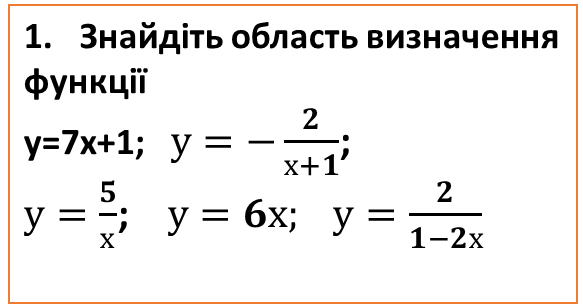 1. Знайдіть область визначення
функції
y=7x+1; y = − 2/(x+1);
y = 5/x; y = 6x; y = 2/(1−2x)